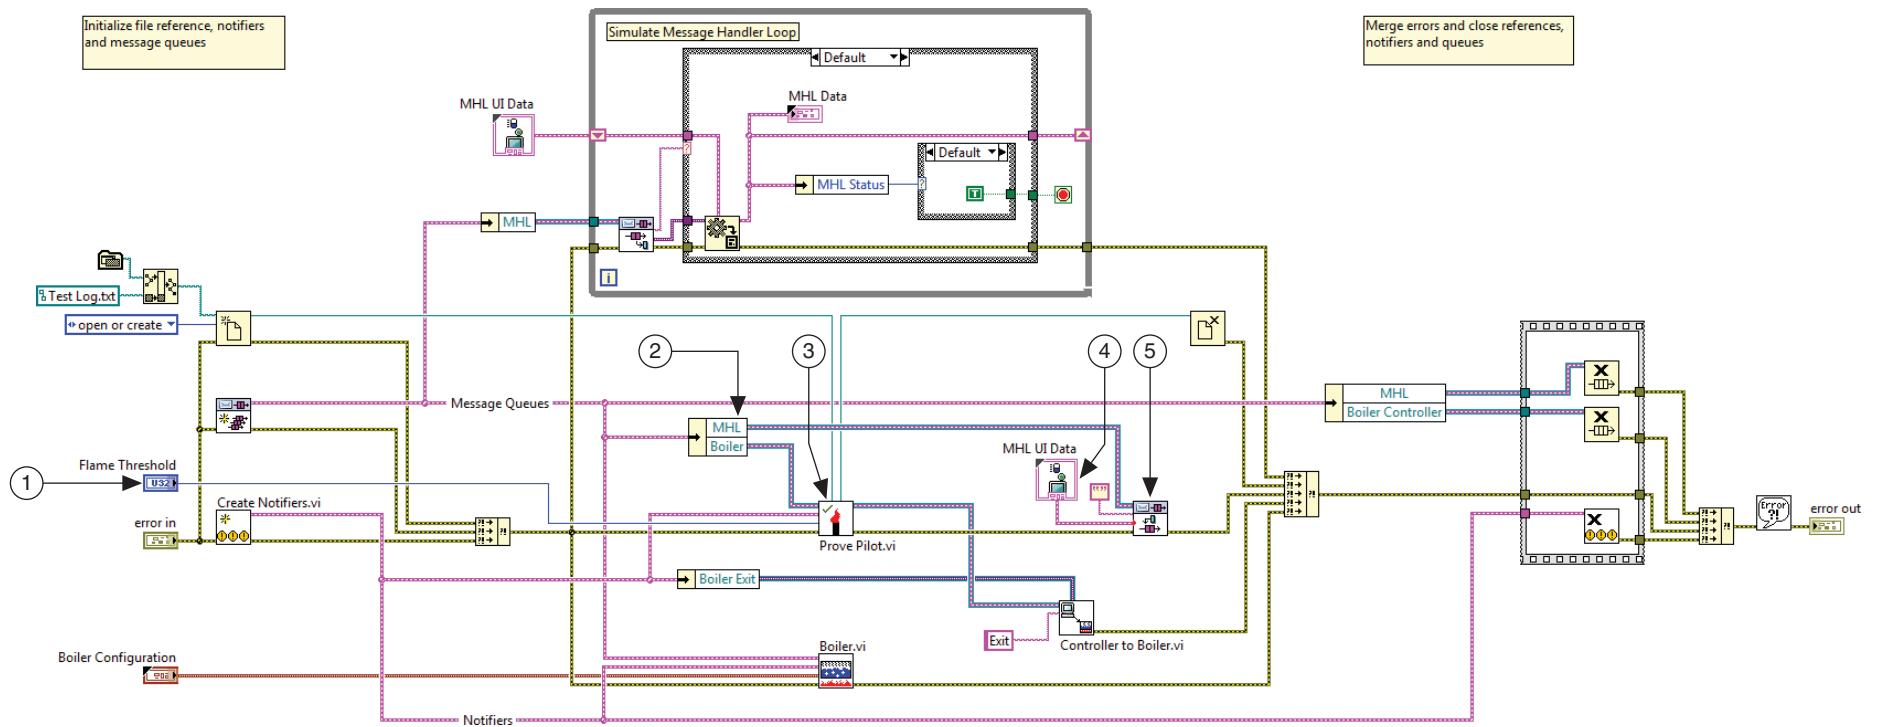 Initialize file reference, notifiers
and message queues
Simulate Message Handler Loop
Merge errors and close references,
notifiers and queues
Default
MHL UI Data
MHL Data
Default
MHL Status
T
MHL
i
Test Log.txt
open or create
2
3
4
5
Message Queues
MHL
Boiler Controller
MHL
Boiler
MHL UI Data
Flame Threshold
1
U32
Create Notifiers.vi
error in
Prove Pilot.vi
Error
?!
error out
Boiler Exit
Exit
Controller to Boiler.vi
Boiler.vi
Boiler Configuration
Notifiers